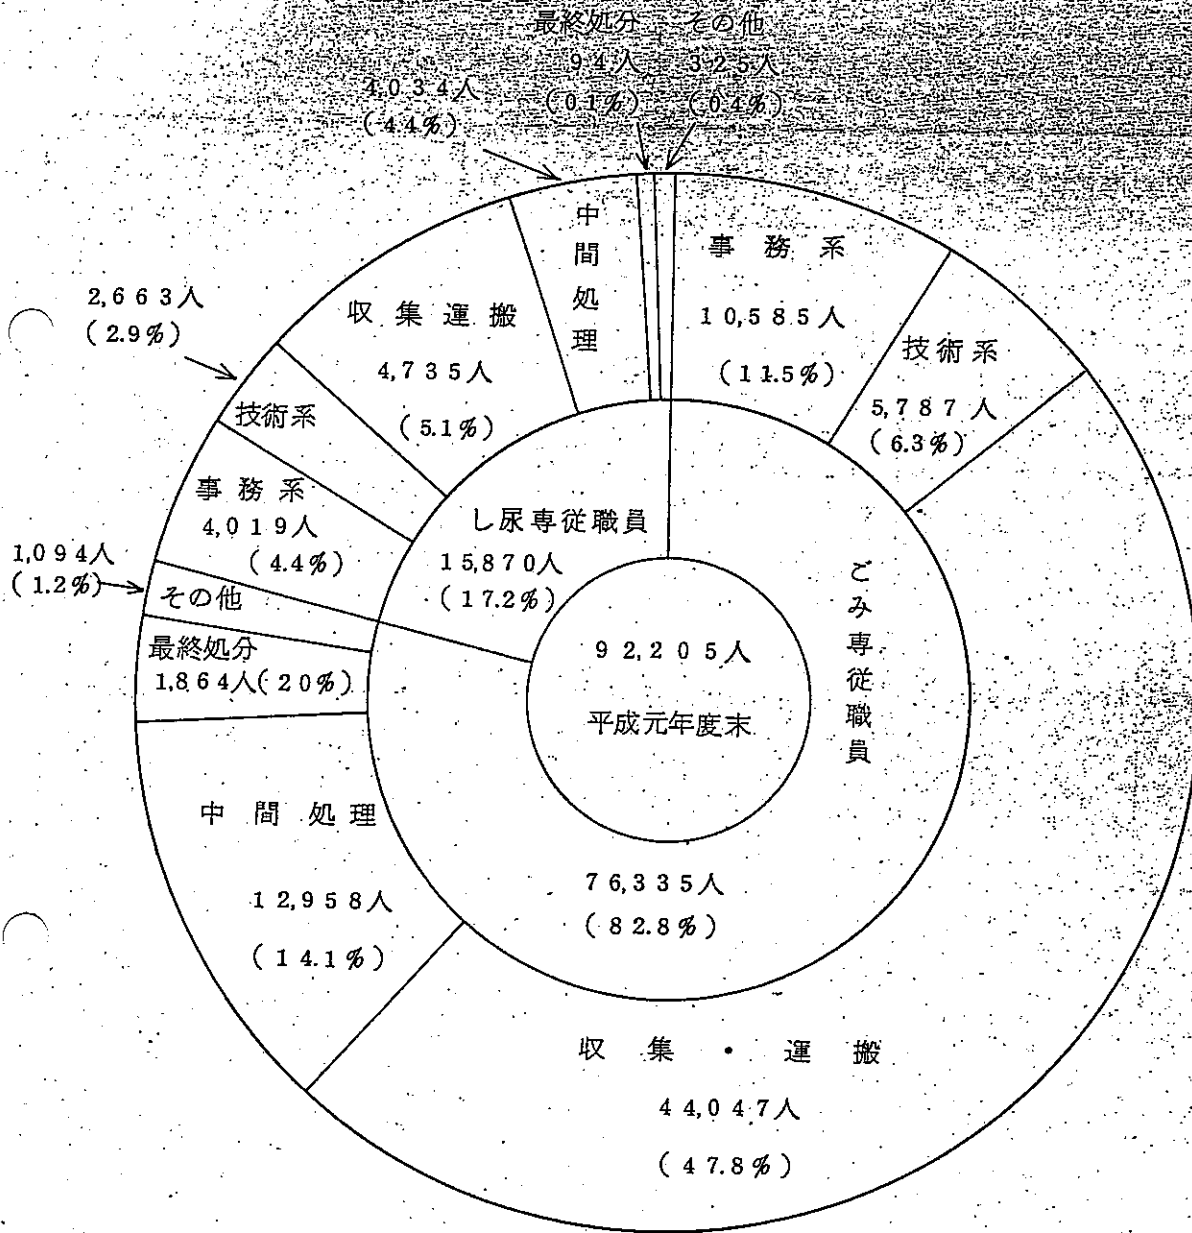 最終処分 その他
94人 325人
(0.1%) (0.4%)
4,034人
(4.4%)
中間処理
事務系
10,585人
(11.5%)
技術系
5,787人
(6.3%)
収集運搬
4,735人
(5.1%)
2,663人
(2.9%)
技術系
事務系
4,019人
(4.4%)
1,094人
(1.2%)
その他
最終処分
1,864人(20%)
し尿専従職員
15,870人
(17.2%)
ごみ専従職員
92,205人
平成元年度末
76,335人
(82.8%)
中間処理
12,958人
(14.1%)
収集・運搬
44,047人
(47.8%)